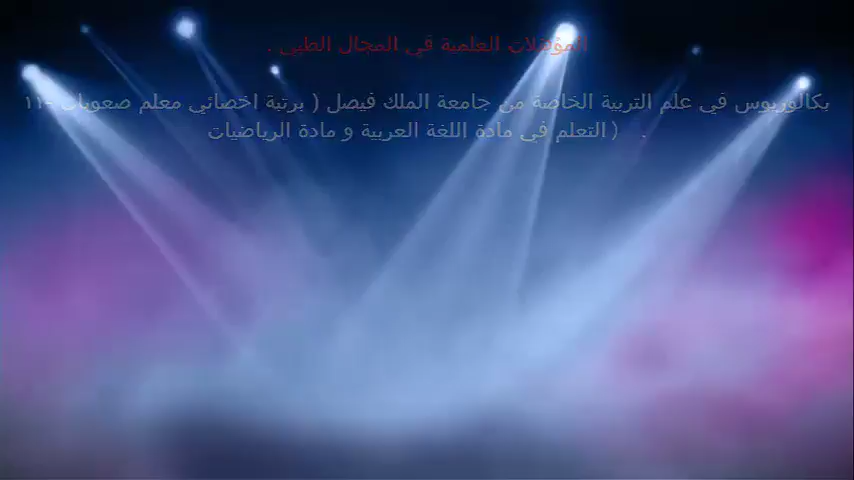 المؤهلات العلمية في المجال الطبي .
١١- بكالوريوس في علم التربية الخاصة من جامعة الملك فيصل ( برتبة اخصائي معلم صعوبات
التعلم في مادة اللغة العربية و مادة الرياضيات ) .